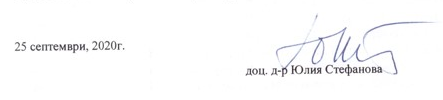 25 септември, 2020г.
доц. д-р Юлия Стефанова